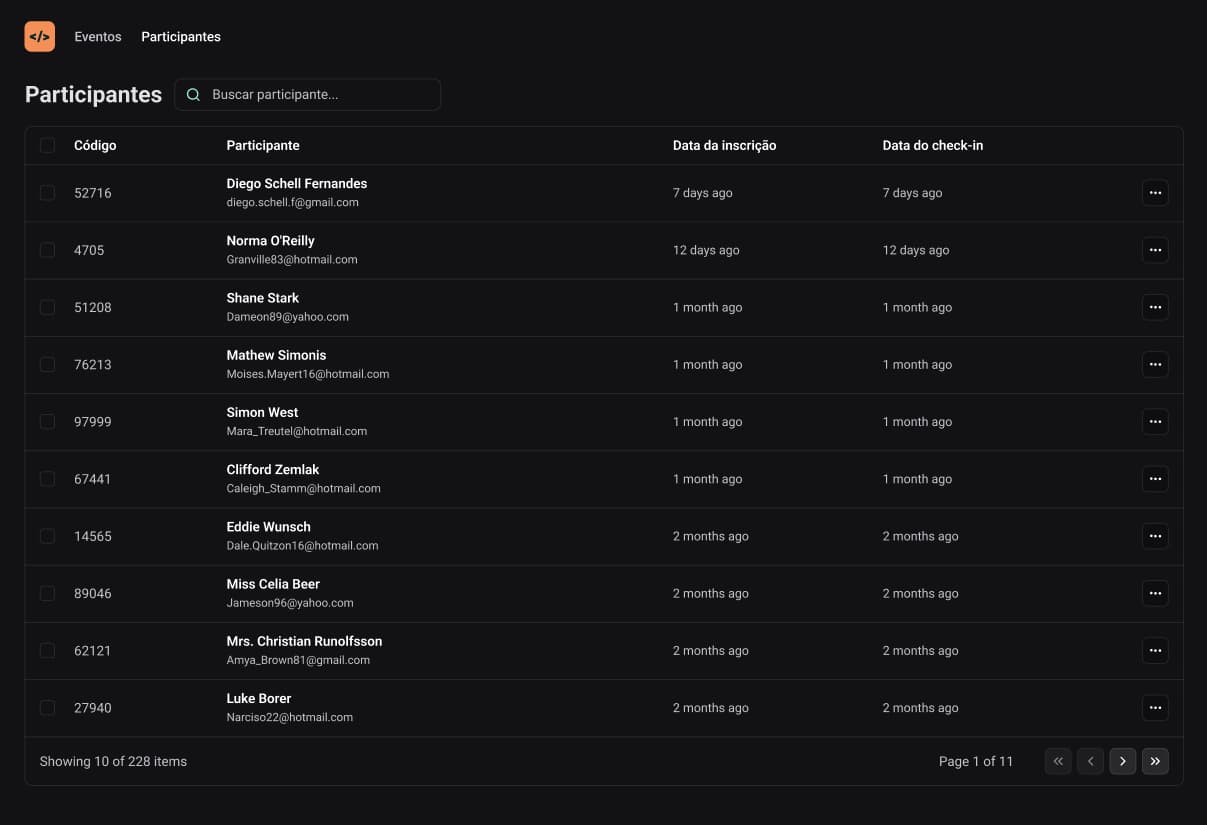 </> Eventos Participantes
Participantes Buscar participante...
Código Participante Data da inscrição Data do check-in
52716 Diego Schell Fernandes 7 days ago 7 days ago
diego.schell.f@gmail.com
4705 Norma O'Reilly 12 days ago 12 days ago
Granville83@hotmail.com
51208 Shane Stark 1 month ago 1 month ago
Dameon89@yahoo.com
76213 Mathew Simonis 1 month ago 1 month ago
Moises.Mayert16@hotmail.com
97999 Simon West 1 month ago 1 month ago
Mara_Treutel@hotmail.com
67441 Clifford Zemlak 1 month ago 1 month ago
Caleigh_Stamm@hotmail.com
14565 Eddie Wunsch 2 months ago 2 months ago
Dale.Quitzon16@hotmail.com
89046 Miss Celia Beer 2 months ago 2 months ago
Jameson96@yahoo.com
62121 Mrs. Christian Runolfsson 2 months ago 2 months ago
Amya_Brown81@gmail.com
27940 Luke Borer 2 months ago 2 months ago
Narciso22@hotmail.com
Showing 10 of 228 items Page 1 of 11